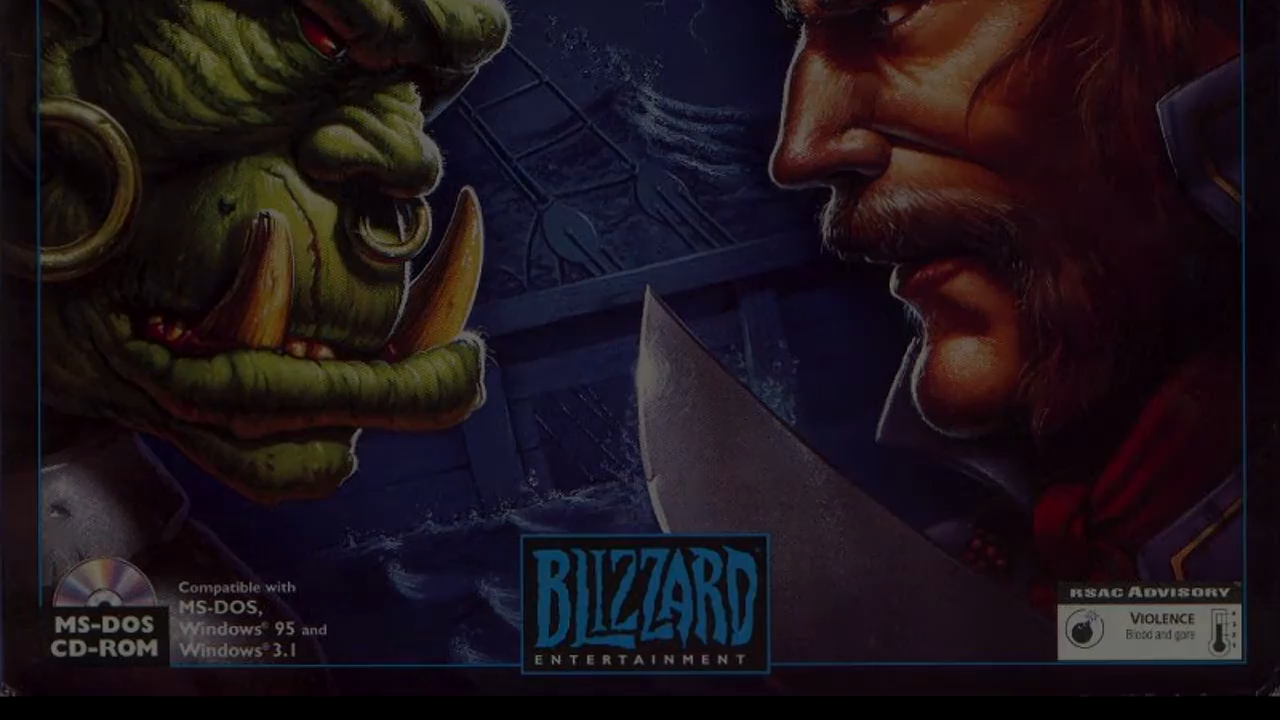 Compatible with
MS-DOS,
Windows® 95 and
Windows® 3.1
MS-DOS
CD-ROM
BLIZZARD™
ENTERTAINMENT
RSAC ADVISORY
VIOLENCE
Blood and gore